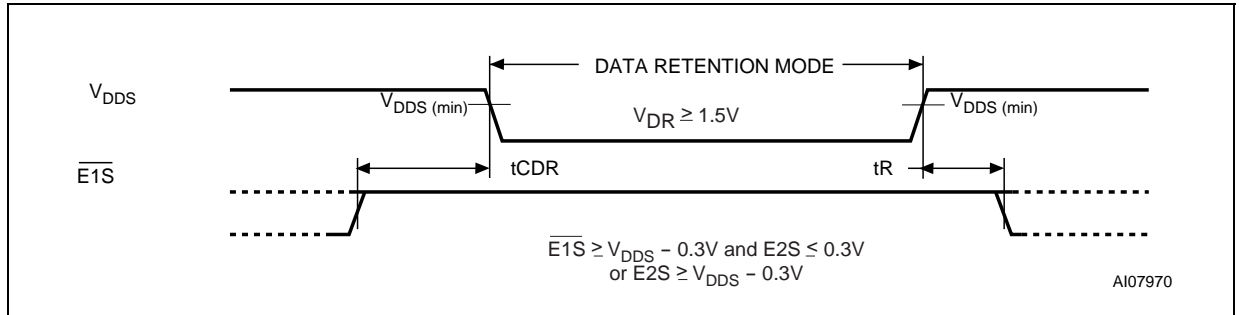 DATA RETENTION MODE
VDDS
VDDS (min)
VDR ≥ 1.5V
VDDS (min)
E1S
tCDR
tR
E1S ≥ VDDS − 0.3V and E2S ≤ 0.3V
or E2S ≥ VDDS − 0.3V
AI07970